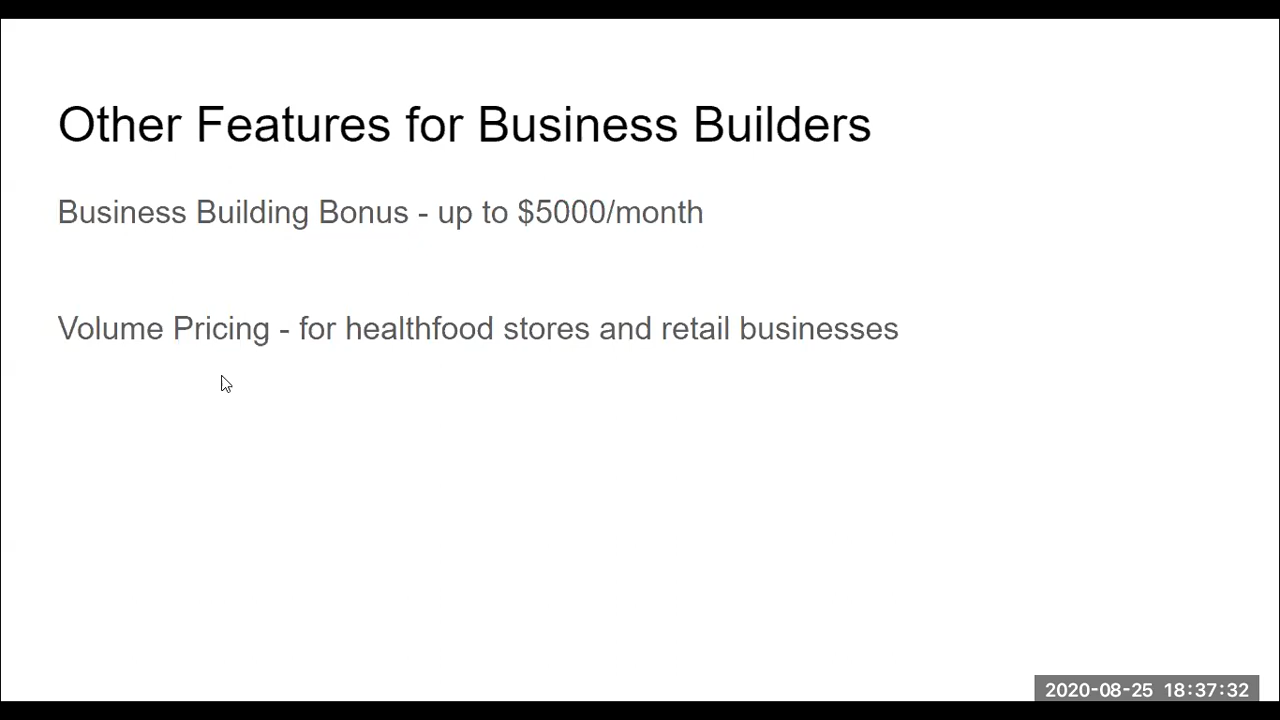 Other Features for Business Builders
Business Building Bonus - up to $5000/month
Volume Pricing - for healthfood stores and retail businesses
2020-08-25 18:37:32